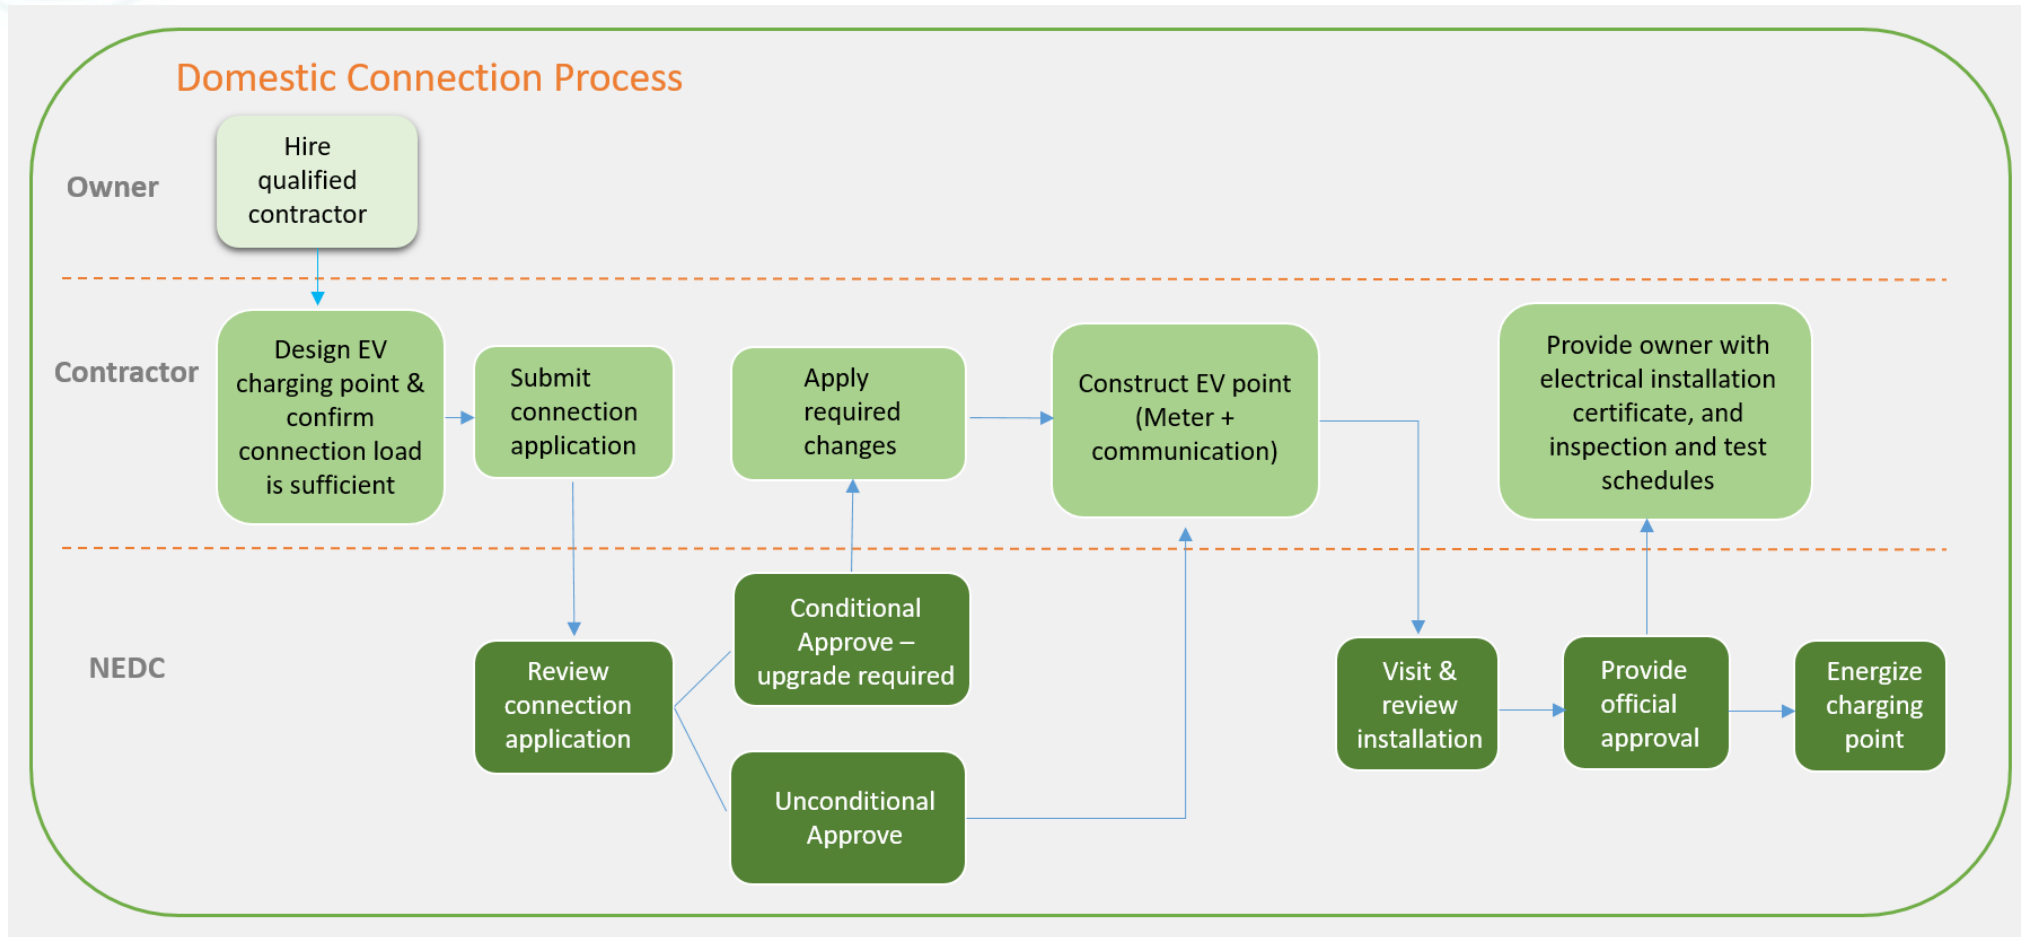 Domestic Connection Process
Owner
Hire
qualified
contractor
Contractor
Design EV
charging point &
confirm
connection load
is sufficient
Submit
connection
application
Apply
required
changes
Construct EV point
(Meter +
communication)
Provide owner with
electrical installation
certificate, and
inspection and test
schedules
NEDC
Review
connection
application
Conditional
Approve –
upgrade required
Unconditional
Approve
Visit &
review
installation
Provide
official
approval
Energize
charging
point